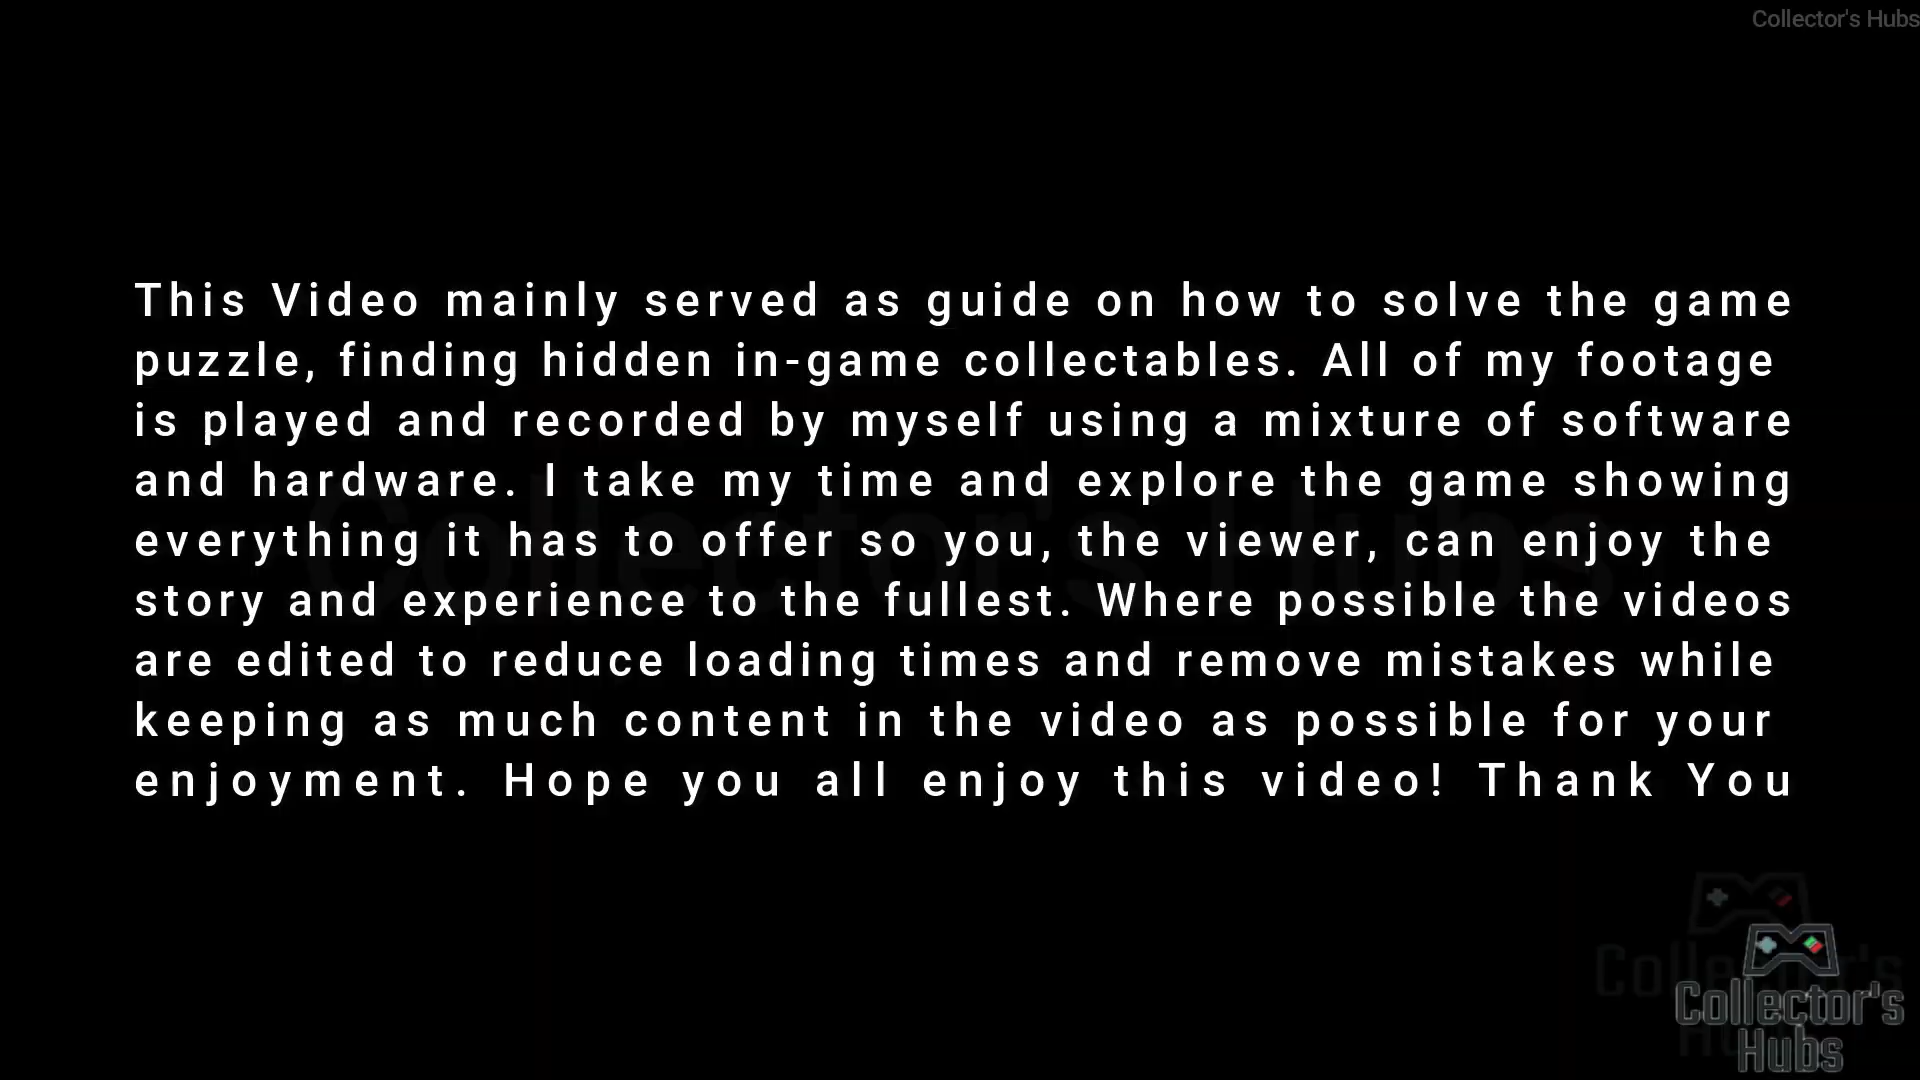 Collector's Hubs
This Video mainly served as guide on how to solve the game
puzzle, finding hidden in-game collectables. All of my footage
is played and recorded by myself using a mixture of software
and hardware. I take my time and explore the game showing
everything it has to offer so you, the viewer, can enjoy the
story and experience to the fullest. Where possible the videos
are edited to reduce loading times and remove mistakes while
keeping as much content in the video as possible for your
enjoyment. Hope you all enjoy this video! Thank You
Collector's Hubs
Collector's
Hubs
Collector's
Hubs